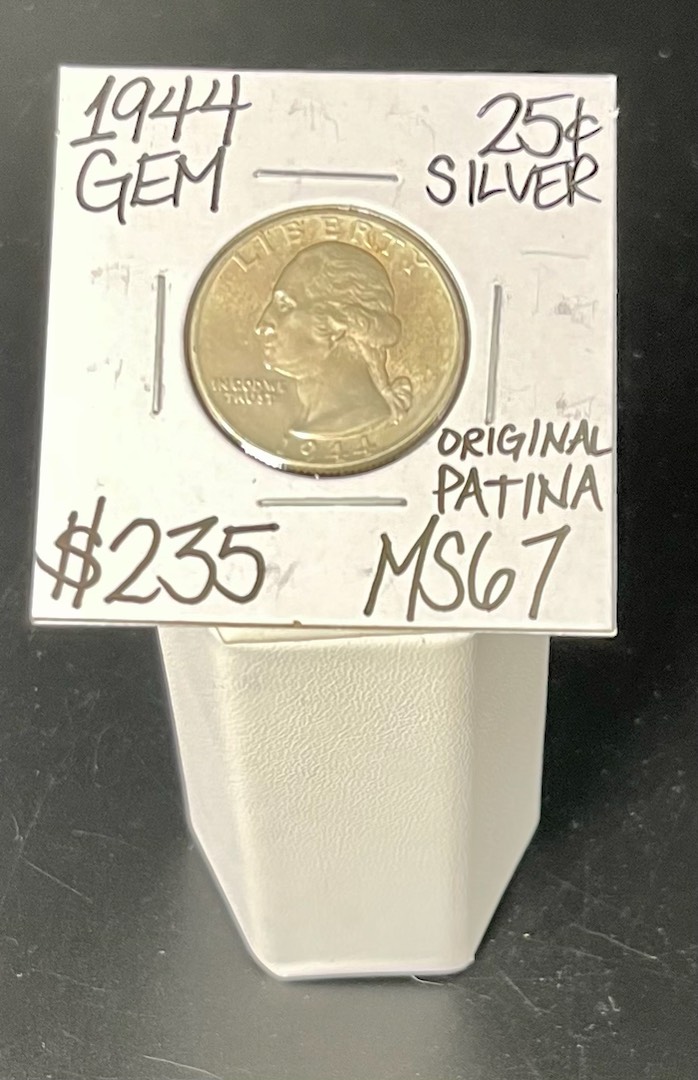 1944
GEM
25¢
SILVER
LIBERTY
IN GOD WE
TRUST
1944
ORIGINAL
PATINA
$235
MS67